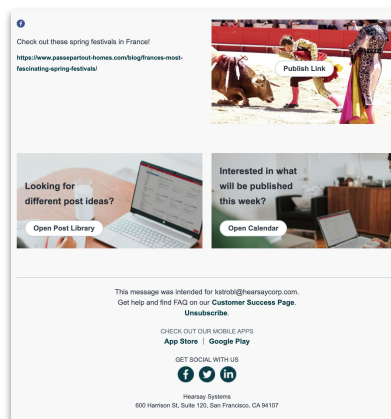 Check out these spring festivals in France!
https://www.passepartout-homes.com/blog/frances-most-
fascinating-spring-festivals/
Publish Link
Looking for
different post ideas?
Open Post Library
Interested in what
will be published
this week?
Open Calendar
This message was intended for kstrobl@hearsaycorp.com.
Get help and find FAQ on our Customer Success Page.
Unsubscribe.
CHECK OUT OUR MOBILE APPS
App Store | Google Play
GET SOCIAL WITH US
Hearsay Systems
600 Harrison St, Suite 120, San Francisco, CA 94107